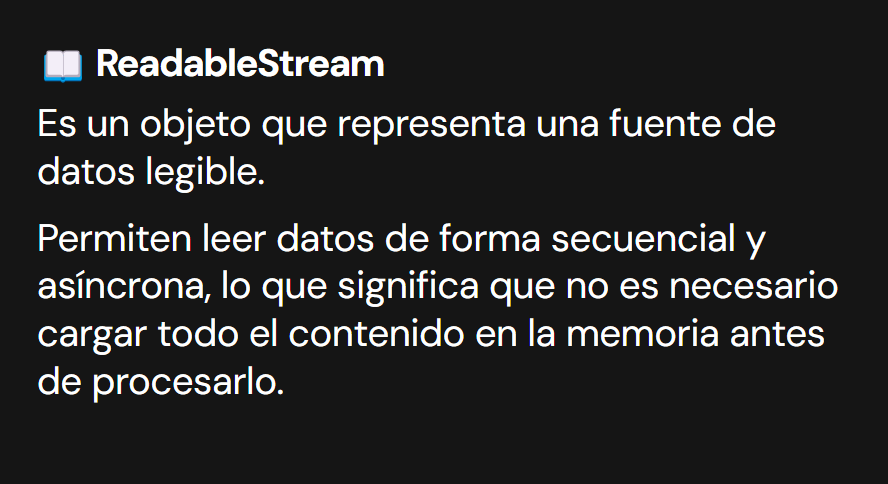 📖 ReadableStream
Es un objeto que representa una fuente de
datos legible.
Permiten leer datos de forma secuencial y
asíncrona, lo que significa que no es necesario
cargar todo el contenido en la memoria antes
de procesarlo.